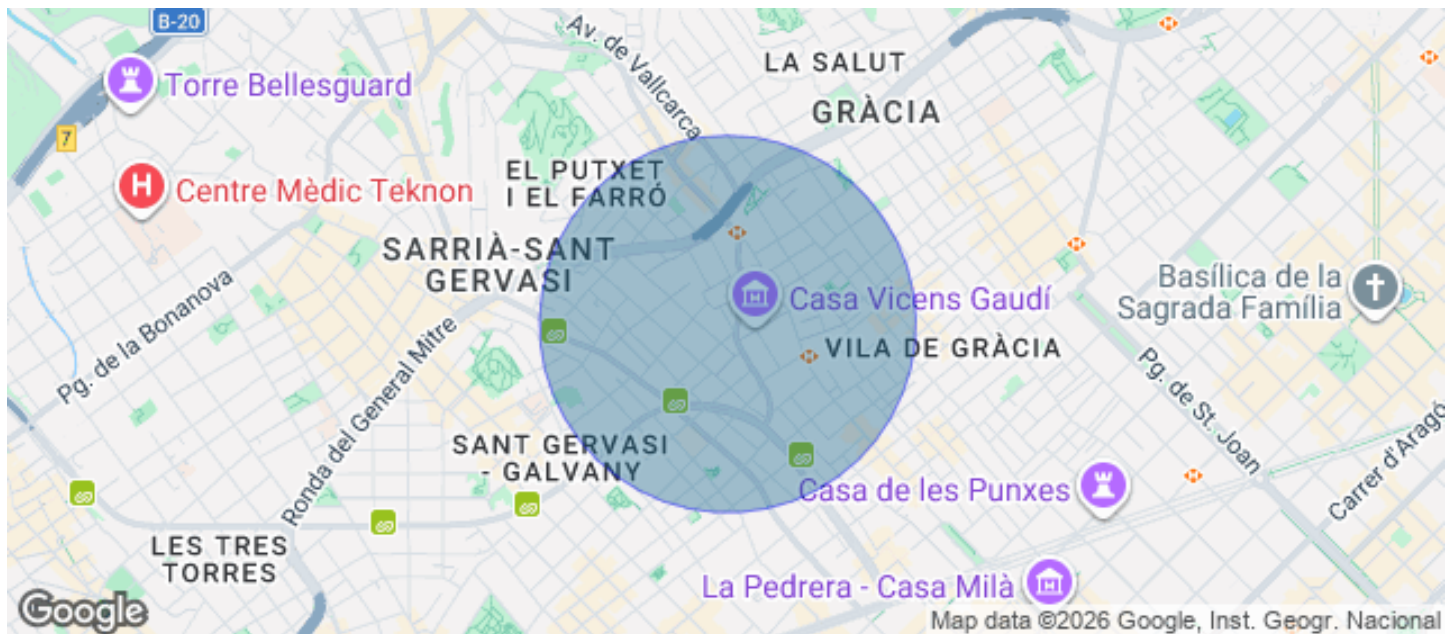 B-20
Av. de Vallcarca
LA SALUT
Torre Bellesguard
GRÀCIA
7
EL PUTXET
I EL FARRÓ
H
Centre Mèdic Teknon
SARRIÀ-SANT
GERVASI
Pg. de la Bonanova
Casa Vicens Gaudí
Basílica de la
Sagrada Família
Ronda del General Mitre
VILA DE GRÀCIA
Pg. de St. Joan
SANT GERVASI
- GALVANY
Casa de les Punxes
Carrer d'Aragó
LES TRES
TORRES
La Pedrera - Casa Milà
Google
Map data ©2026 Google, Inst. Geogr. Nacional